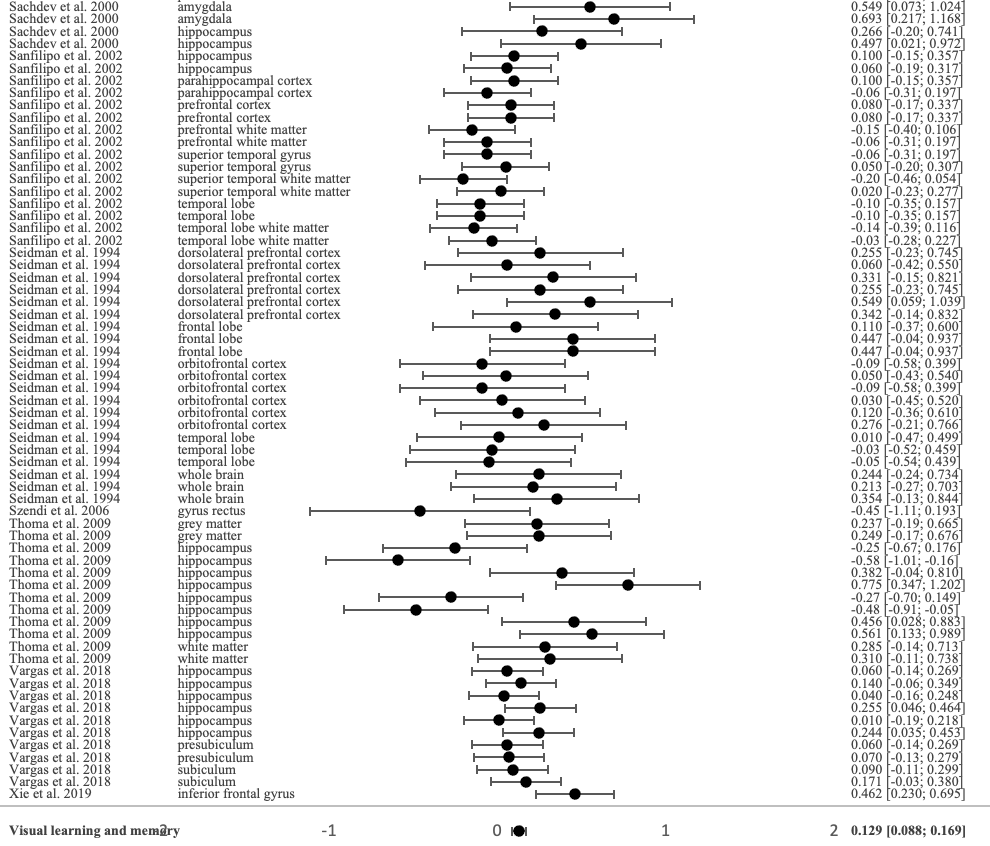 Sachdev et al. 2000 amygdala 0.549 [0.073; 1.024]
Sachdev et al. 2000 amygdala 0.693 [0.217; 1.168]
Sachdev et al. 2000 hippocampus 0.266 [-0.20; 0.741]
Sachdev et al. 2000 hippocampus 0.497 [0.021; 0.972]
Sanfilipo et al. 2002 hippocampus 0.100 [-0.15; 0.357]
Sanfilipo et al. 2002 hippocampus 0.060 [-0.19; 0.317]
Sanfilipo et al. 2002 parahippocampal cortex 0.100 [-0.15; 0.357]
Sanfilipo et al. 2002 parahippocampal cortex -0.06 [-0.31; 0.197]
Sanfilipo et al. 2002 prefrontal cortex 0.080 [-0.17; 0.337]
Sanfilipo et al. 2002 prefrontal cortex 0.080 [-0.17; 0.337]
Sanfilipo et al. 2002 prefrontal white matter -0.15 [-0.40; 0.106]
Sanfilipo et al. 2002 prefrontal white matter -0.06 [-0.31; 0.197]
Sanfilipo et al. 2002 superior temporal gyrus -0.06 [-0.31; 0.197]
Sanfilipo et al. 2002 superior temporal gyrus 0.050 [-0.20; 0.307]
Sanfilipo et al. 2002 superior temporal white matter -0.20 [-0.46; 0.054]
Sanfilipo et al. 2002 superior temporal white matter 0.020 [-0.23; 0.277]
Sanfilipo et al. 2002 temporal lobe -0.10 [-0.35; 0.157]
Sanfilipo et al. 2002 temporal lobe -0.10 [-0.35; 0.157]
Sanfilipo et al. 2002 temporal lobe white matter -0.14 [-0.39; 0.116]
Sanfilipo et al. 2002 temporal lobe white matter -0.03 [-0.28; 0.227]
Seidman et al. 1994 dorsolateral prefrontal cortex 0.255 [-0.23; 0.745]
Seidman et al. 1994 dorsolateral prefrontal cortex 0.060 [-0.42; 0.550]
Seidman et al. 1994 dorsolateral prefrontal cortex 0.331 [-0.15; 0.821]
Seidman et al. 1994 dorsolateral prefrontal cortex 0.255 [-0.23; 0.745]
Seidman et al. 1994 dorsolateral prefrontal cortex 0.549 [0.059; 1.039]
Seidman et al. 1994 dorsolateral prefrontal cortex 0.342 [-0.14; 0.832]
Seidman et al. 1994 frontal lobe 0.110 [-0.37; 0.600]
Seidman et al. 1994 frontal lobe 0.447 [-0.04; 0.937]
Seidman et al. 1994 frontal lobe 0.447 [-0.04; 0.937]
Seidman et al. 1994 orbitofrontal cortex -0.09 [-0.58; 0.399]
Seidman et al. 1994 orbitofrontal cortex 0.050 [-0.43; 0.540]
Seidman et al. 1994 orbitofrontal cortex -0.09 [-0.58; 0.399]
Seidman et al. 1994 orbitofrontal cortex 0.030 [-0.45; 0.520]
Seidman et al. 1994 orbitofrontal cortex 0.120 [-0.36; 0.610]
Seidman et al. 1994 orbitofrontal cortex 0.276 [-0.21; 0.766]
Seidman et al. 1994 temporal lobe 0.010 [-0.47; 0.499]
Seidman et al. 1994 temporal lobe -0.03 [-0.52; 0.459]
Seidman et al. 1994 temporal lobe -0.05 [-0.54; 0.439]
Seidman et al. 1994 whole brain 0.244 [-0.24; 0.734]
Seidman et al. 1994 whole brain 0.213 [-0.27; 0.703]
Seidman et al. 1994 whole brain 0.354 [-0.13; 0.844]
Szendi et al. 2006 gyrus rectus -0.45 [-1.11; 0.193]
Thoma et al. 2009 grey matter 0.237 [-0.19; 0.665]
Thoma et al. 2009 grey matter 0.249 [-0.17; 0.676]
Thoma et al. 2009 hippocampus -0.25 [-0.67; 0.176]
Thoma et al. 2009 hippocampus -0.58 [-1.01; -0.16]
Thoma et al. 2009 hippocampus 0.382 [-0.04; 0.810]
Thoma et al. 2009 hippocampus 0.775 [0.347; 1.202]
Thoma et al. 2009 hippocampus -0.27 [-0.70; 0.149]
Thoma et al. 2009 hippocampus -0.48 [-0.91; -0.05]
Thoma et al. 2009 hippocampus 0.456 [0.028; 0.883]
Thoma et al. 2009 hippocampus 0.561 [0.133; 0.989]
Thoma et al. 2009 white matter 0.285 [-0.14; 0.713]
Thoma et al. 2009 white matter 0.310 [-0.11; 0.738]
Vargas et al. 2018 hippocampus 0.060 [-0.14; 0.269]
Vargas et al. 2018 hippocampus 0.140 [-0.06; 0.349]
Vargas et al. 2018 hippocampus 0.040 [-0.16; 0.248]
Vargas et al. 2018 hippocampus 0.255 [0.046; 0.464]
Vargas et al. 2018 hippocampus 0.010 [-0.19; 0.218]
Vargas et al. 2018 hippocampus 0.244 [0.035; 0.453]
Vargas et al. 2018 presubiculum 0.060 [-0.14; 0.269]
Vargas et al. 2018 presubiculum 0.070 [-0.13; 0.279]
Vargas et al. 2018 subiculum 0.090 [-0.11; 0.299]
Vargas et al. 2018 subiculum 0.171 [-0.03; 0.380]
Xie et al. 2019 inferior frontal gyrus 0.462 [0.230; 0.695]
Visual learning and memory -2 -1 0 1 2 0.129 [0.088; 0.169]